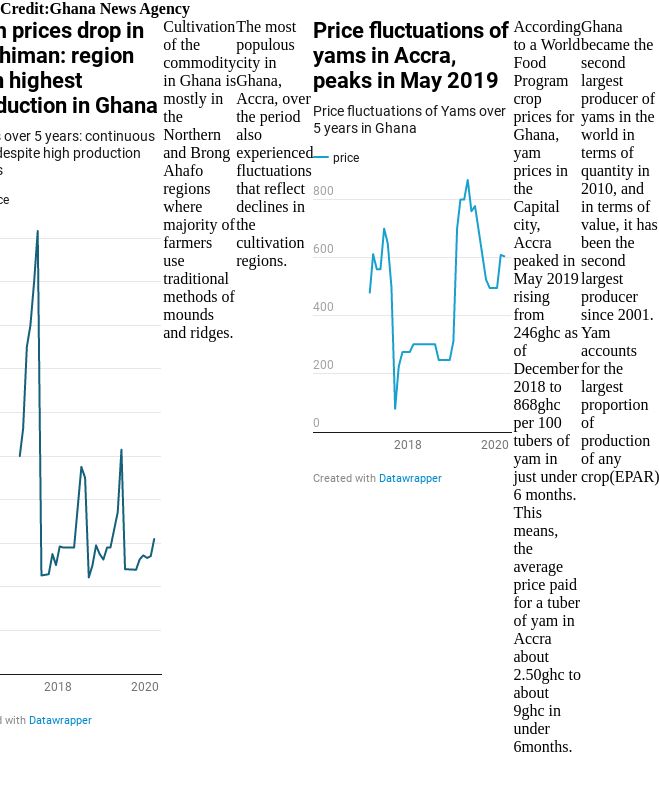 Credit:Ghana News Agency
prices drop in
himan: region
highest
duction in Ghana
over 5 years: continuous
despite high production
2018
2020
with Datawrapper
Cultivation
of the
commodity
in Ghana is
mostly in
the
Northern
and Brong
Ahafo
regions
where
majority of
farmers
use
traditional
methods of
mounds
and ridges.
The most
populous
city in
Ghana,
Accra, over
the period
also
experienced
fluctuations
that reflect
declines in
the
cultivation
regions.
Price fluctuations of
yams in Accra,
peaks in May 2019
Price fluctuations of Yams over
5 years in Ghana
price
800
600
400
200
0
2018
2020
Created with Datawrapper
According
to a World
Food
Program
crop
prices for
Ghana,
yam
prices in
the
Capital
city,
Accra
peaked in
May 2019
rising
from
246ghc as
of
December
2018 to
868ghc
per 100
tubers of
yam in
just under
6 months.
This
means,
the
average
price paid
for a tuber
of yam in
Accra
about
2.50ghc to
about
9ghc in
under
6months.
Ghana
became the
second
largest
producer of
yams in the
world in
terms of
quantity in
2010, and
in terms of
value, it has
been the
second
largest
producer
since 2001.
Yam
accounts
for the
largest
proportion
of
production
of any
crop(EPAR)